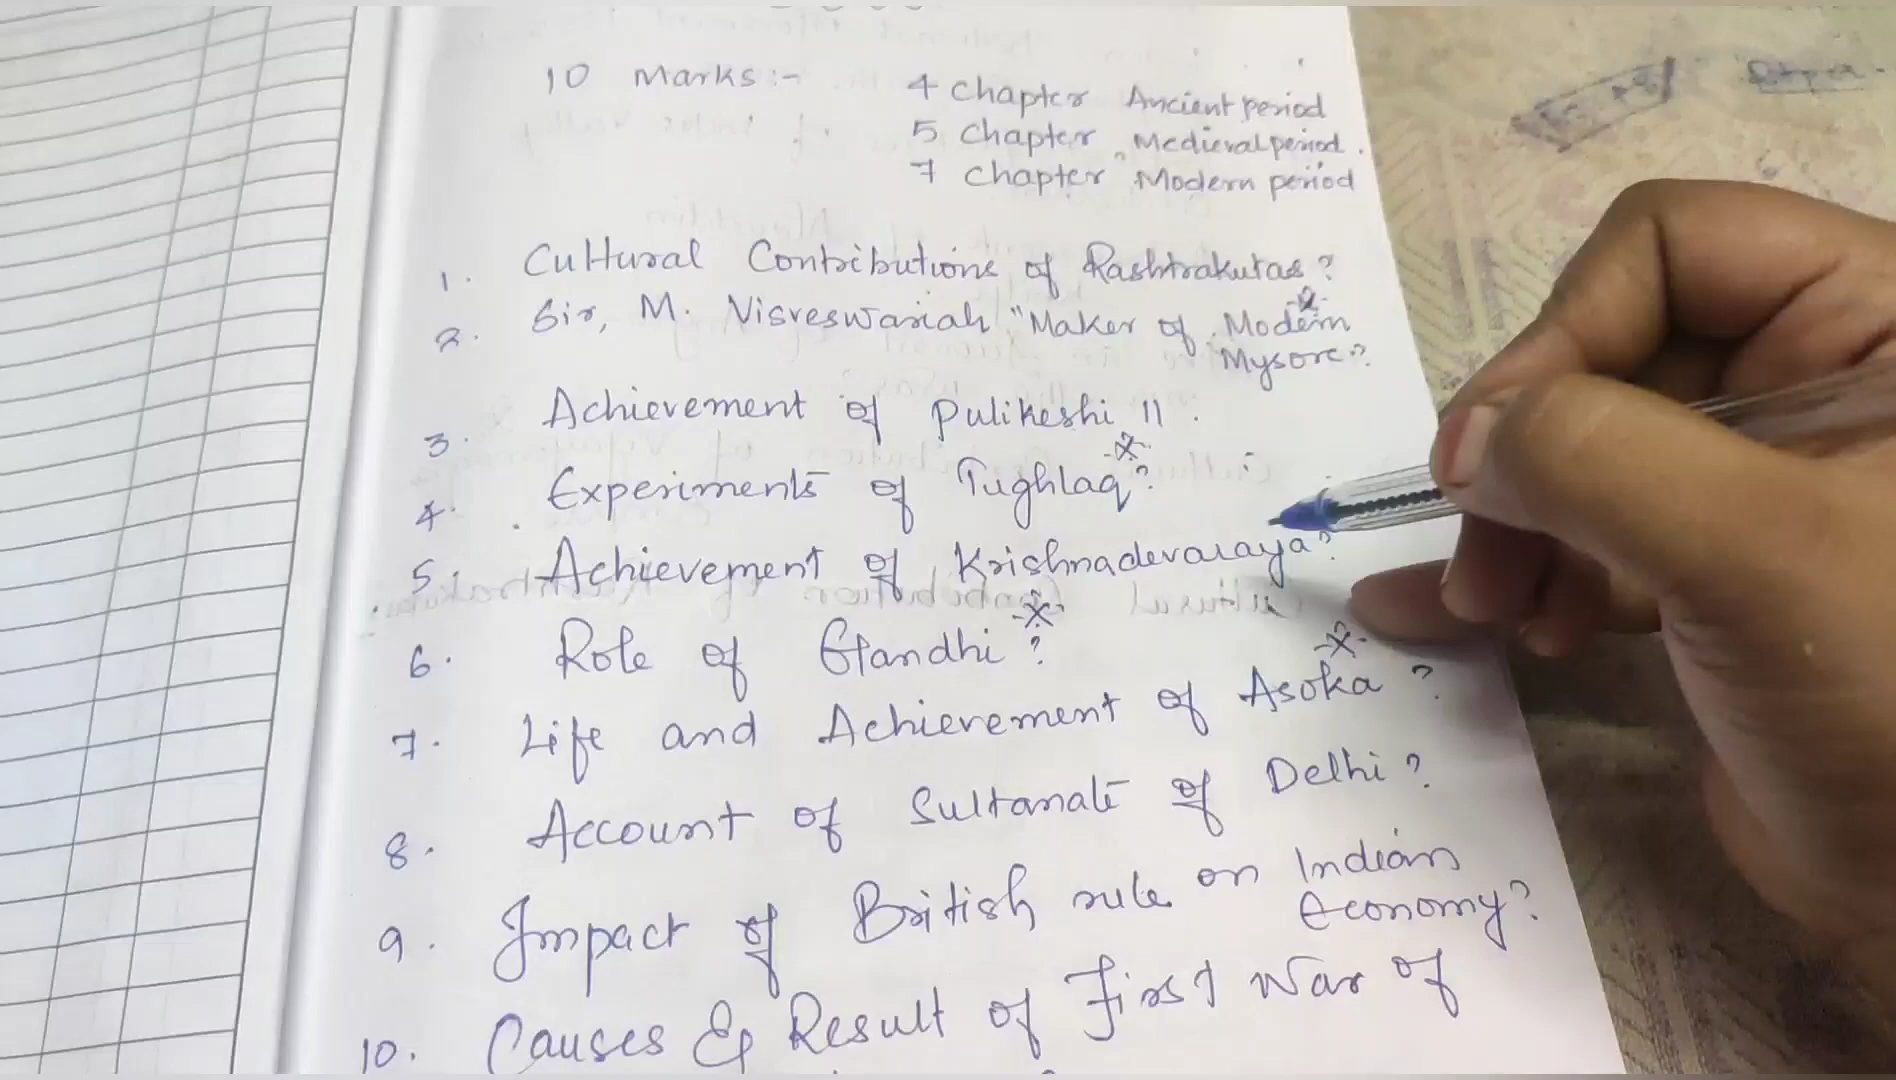 10 Marks:-
4 Chapter Ancient period
5 Chapter " Medieval period.
7 Chapter " Modern period
1. Cultural Contributions of Rashtrakutas?
2. Sir, M. Visveswariah "Maker of Modern
Mysore"?
3. Achievement of Pulikeshi II.
4. Experiments of Tughlaq?
5. Achievement of Krishnadevaraya?
6. Role of Gandhi?
7. Life and Achievement of Asoka?
8. Account of Sultanate of Delhi?
9. Impact of British rule on Indian
Economy?
10. Causes & Result of First War of